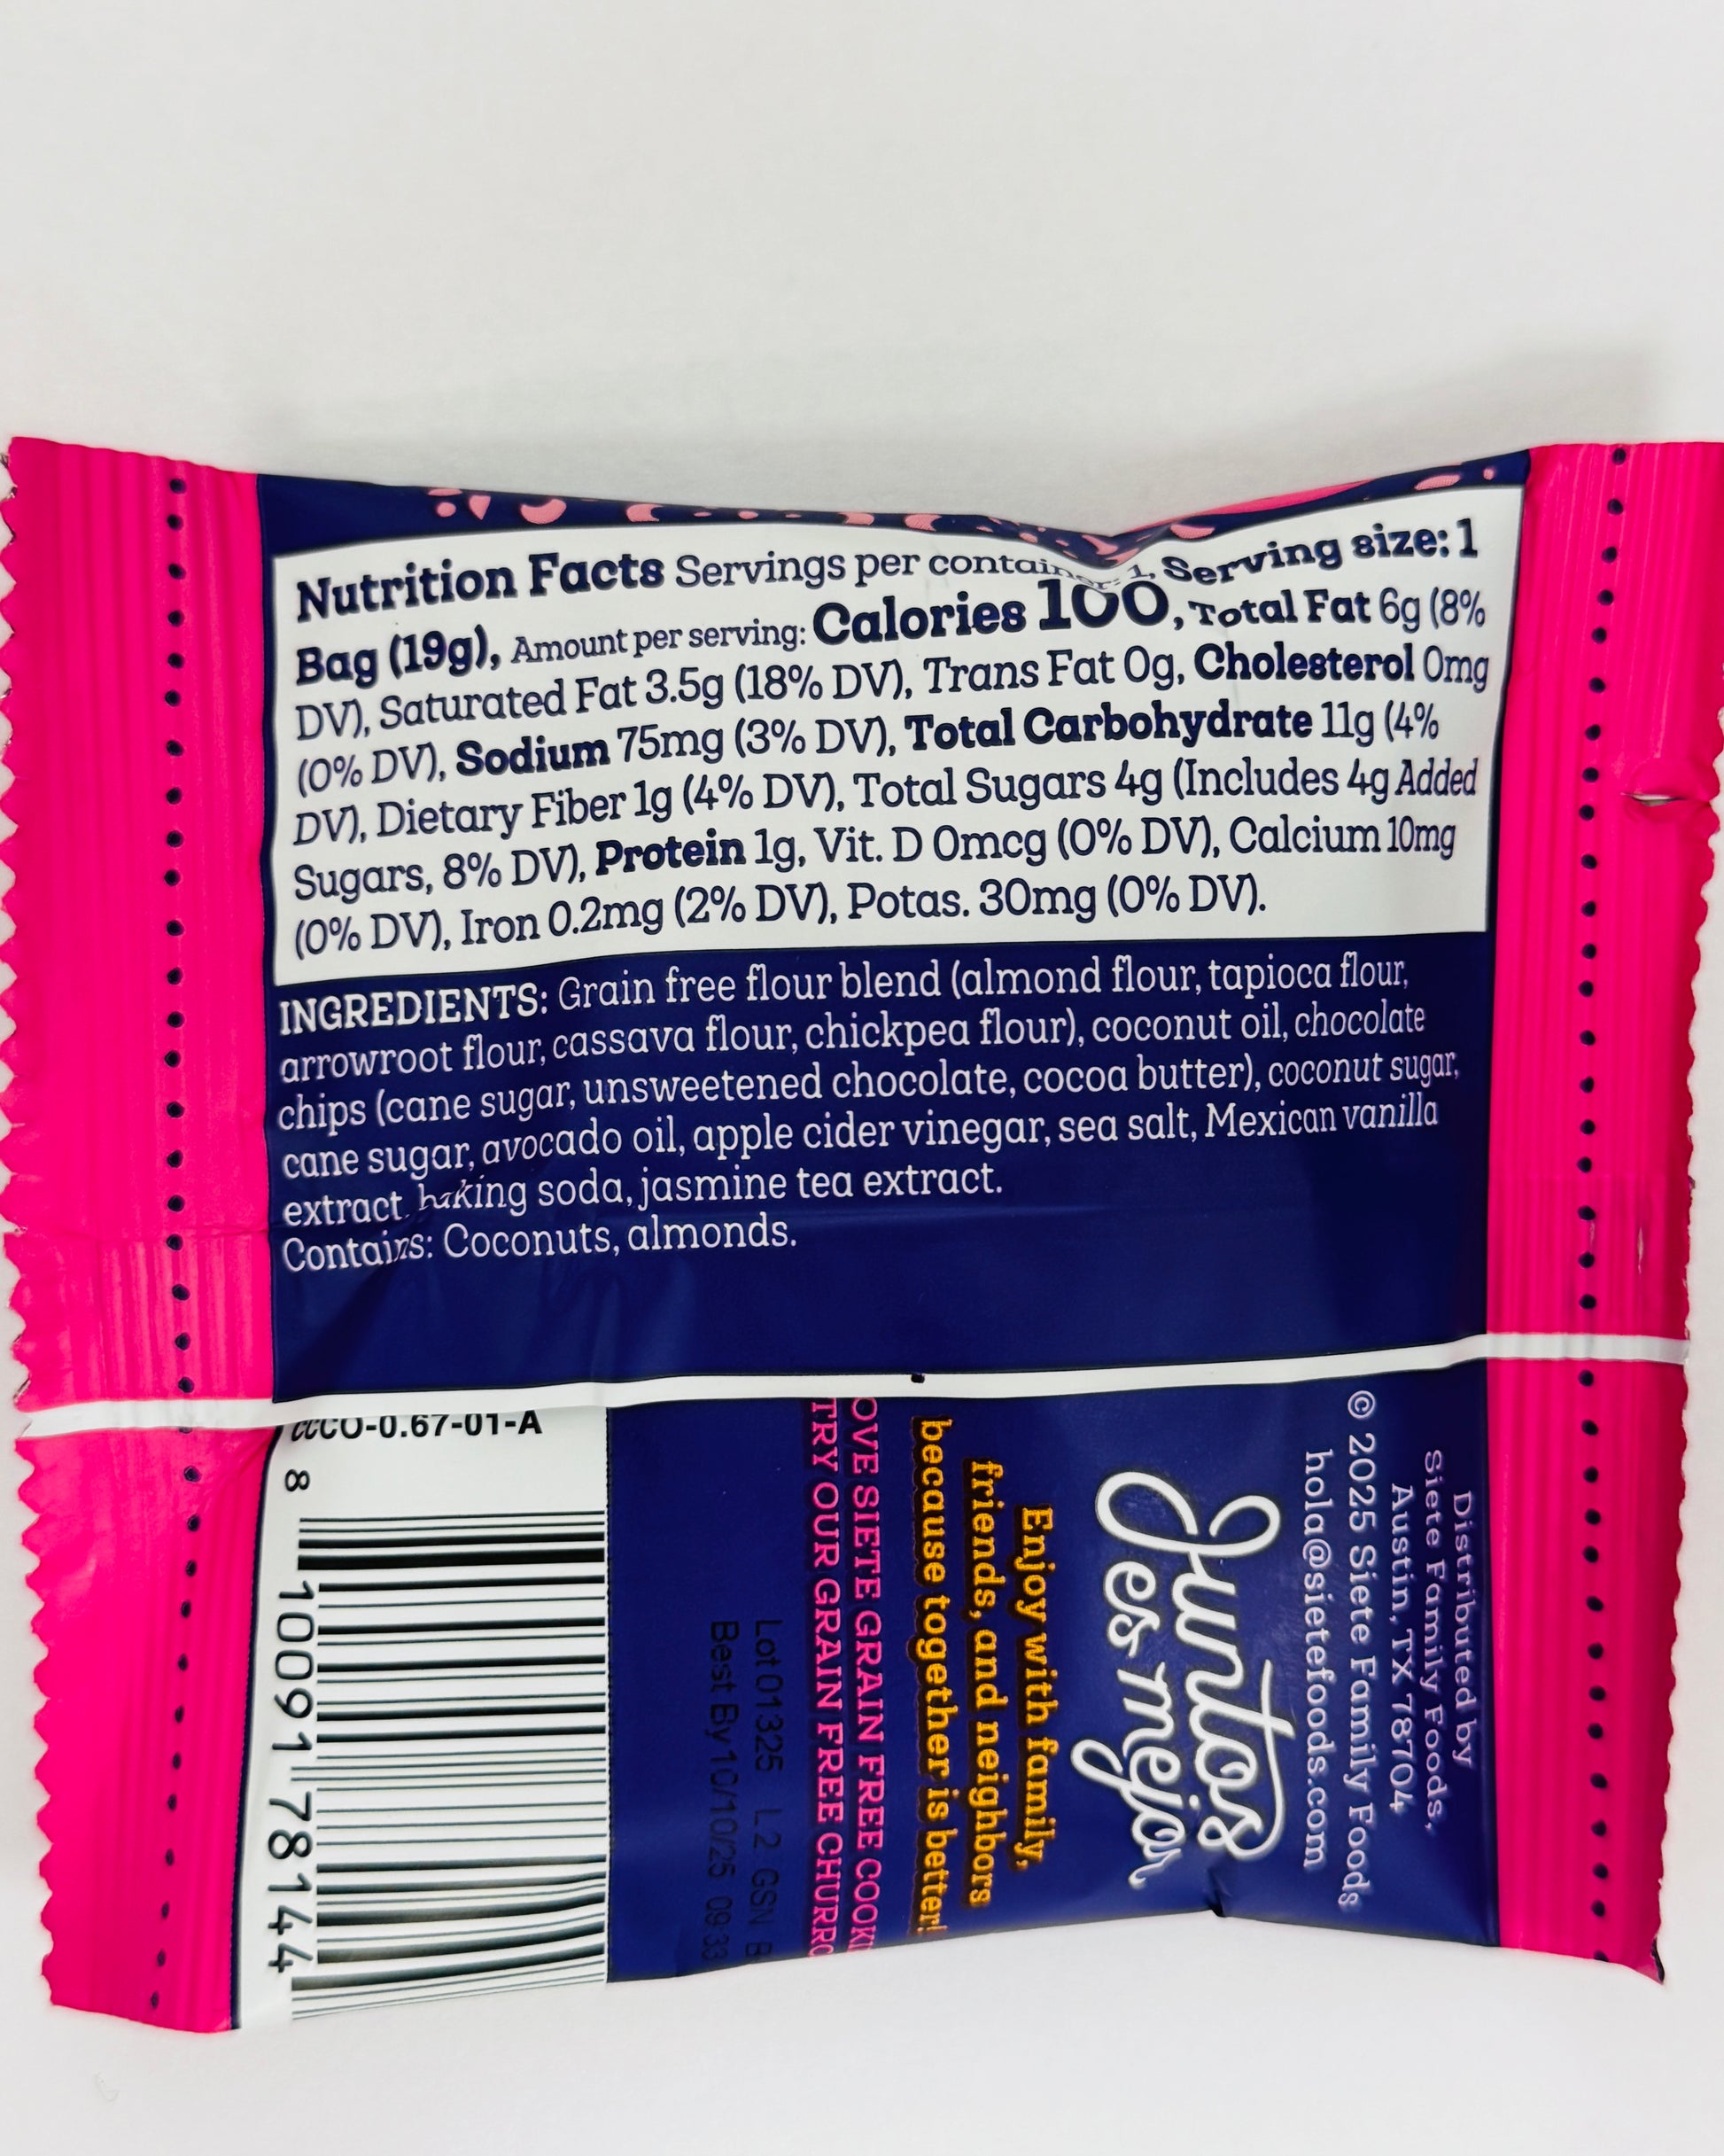 Nutrition Facts Servings per container: 1, Serving size: 1
Bag (19g), Amount per serving: Calories 100, Total Fat 6g (8%
DV), Saturated Fat 3.5g (18% DV), Trans Fat 0g, Cholesterol 0mg
(0% DV), Sodium 75mg (3% DV), Total Carbohydrate 11g (4%
DV), Dietary Fiber 1g (4% DV), Total Sugars 4g (Includes 4g Added
Sugars, 8% DV), Protein 1g, Vit. D 0mcg (0% DV), Calcium 10mg
(0% DV), Iron 0.2mg (2% DV), Potas. 30mg (0% DV).
INGREDIENTS: Grain free flour blend (almond flour, tapioca flour,
arrowroot flour, cassava flour, chickpea flour), coconut oil, chocolate
chips (cane sugar, unsweetened chocolate, cocoa butter), coconut sugar,
cane sugar, avocado oil, apple cider vinegar, sea salt, Mexican vanilla
extract, baking soda, jasmine tea extract.
Contains: Coconuts, almonds.
Distributed by
Siete Family Foods,
Austin, TX 78704
© 2025 Siete Family Foods
hola@sietefoods.com
Juntos
es mejor
Enjoy with family,
friends, and neighbors
because together is better!
OVE SIETE GRAIN FREE COOKI
TRY OUR GRAIN FREE CHURRO
Lot 01325 L 2 GSN B
Best By 10/10/25 09:33
CCCO-0.67-01-A
8 10091 78144